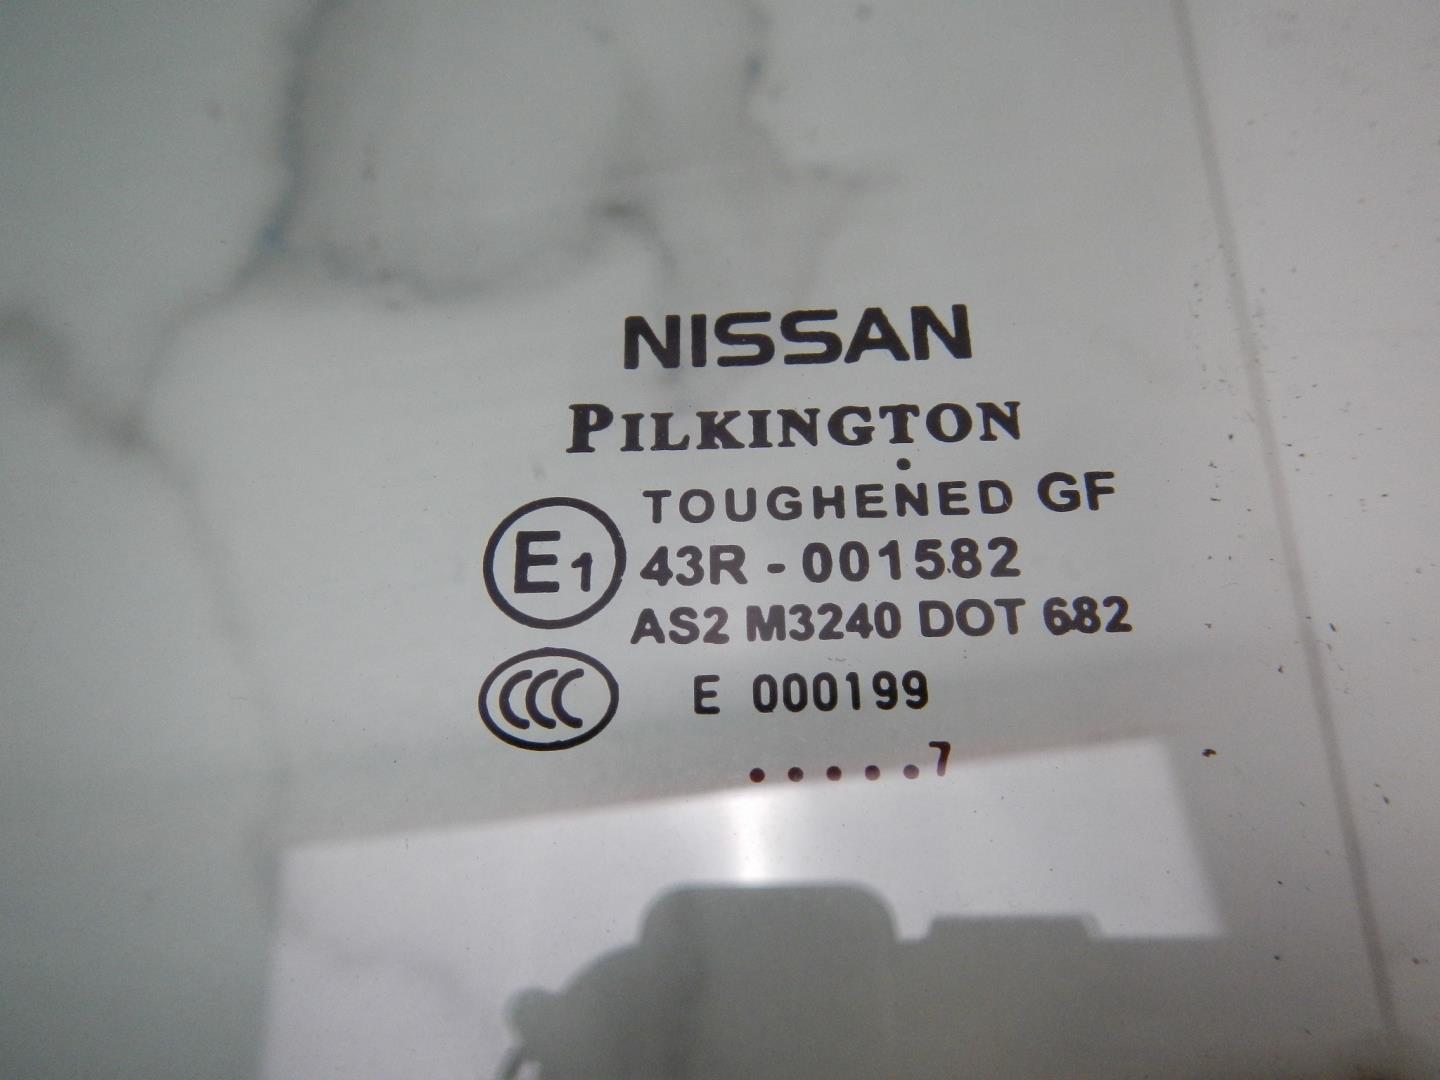 NISSAN
PILKINGTON
TOUGHENED GF
E1 43R - 001582
AS2 M3240 DOT 682
CCC E 000199
.....7